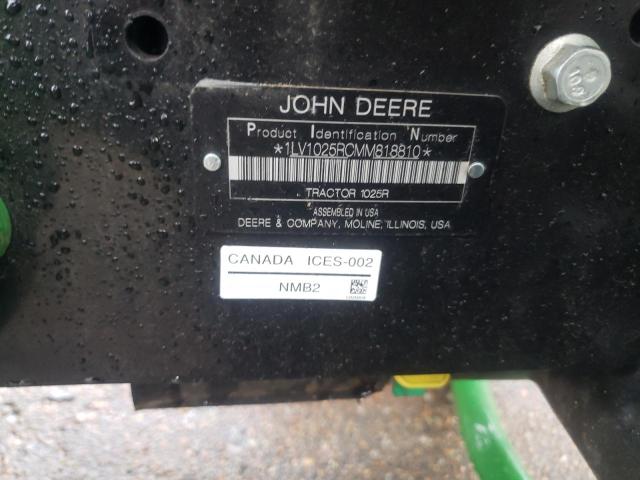 JOHN DEERE
Product Identification Number
*1LV1025RCMM818810*
TRACTOR 1025R
ASSEMBLED IN USA
DEERE & COMPANY, MOLINE, ILLINOIS, USA
CANADA ICES-002
NMB2